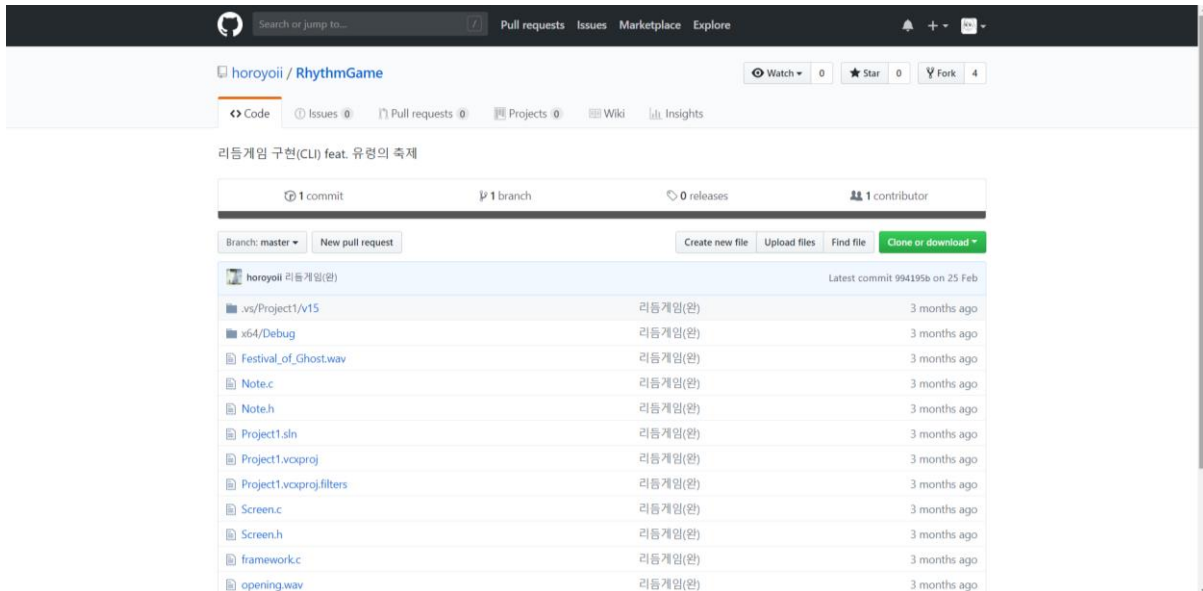 Search or jump to... / Pull requests Issues Marketplace Explore
horoyoii / RhythmGame Watch 0 Star 0 Fork 4
Code Issues 0 Pull requests 0 Projects 0 Wiki Insights
리듬게임 구현(CLI) feat. 유령의 축제
1 commit 1 branch 0 releases 1 contributor
Branch: master New pull request Create new file Upload files Find file Clone or download
horoyoii 리듬게임(완) Latest commit 994195b on 25 Feb
.vs/Project1/v15 리듬게임(완) 3 months ago
x64/Debug 리듬게임(완) 3 months ago
Festival_of_Ghost.wav 리듬게임(완) 3 months ago
Note.c 리듬게임(완) 3 months ago
Note.h 리듬게임(완) 3 months ago
Project1.sln 리듬게임(완) 3 months ago
Project1.vcxproj 리듬게임(완) 3 months ago
Project1.vcxproj.filters 리듬게임(완) 3 months ago
Screen.c 리듬게임(완) 3 months ago
Screen.h 리듬게임(완) 3 months ago
framework.c 리듬게임(완) 3 months ago
opening.wav 리듬게임(완) 3 months ago